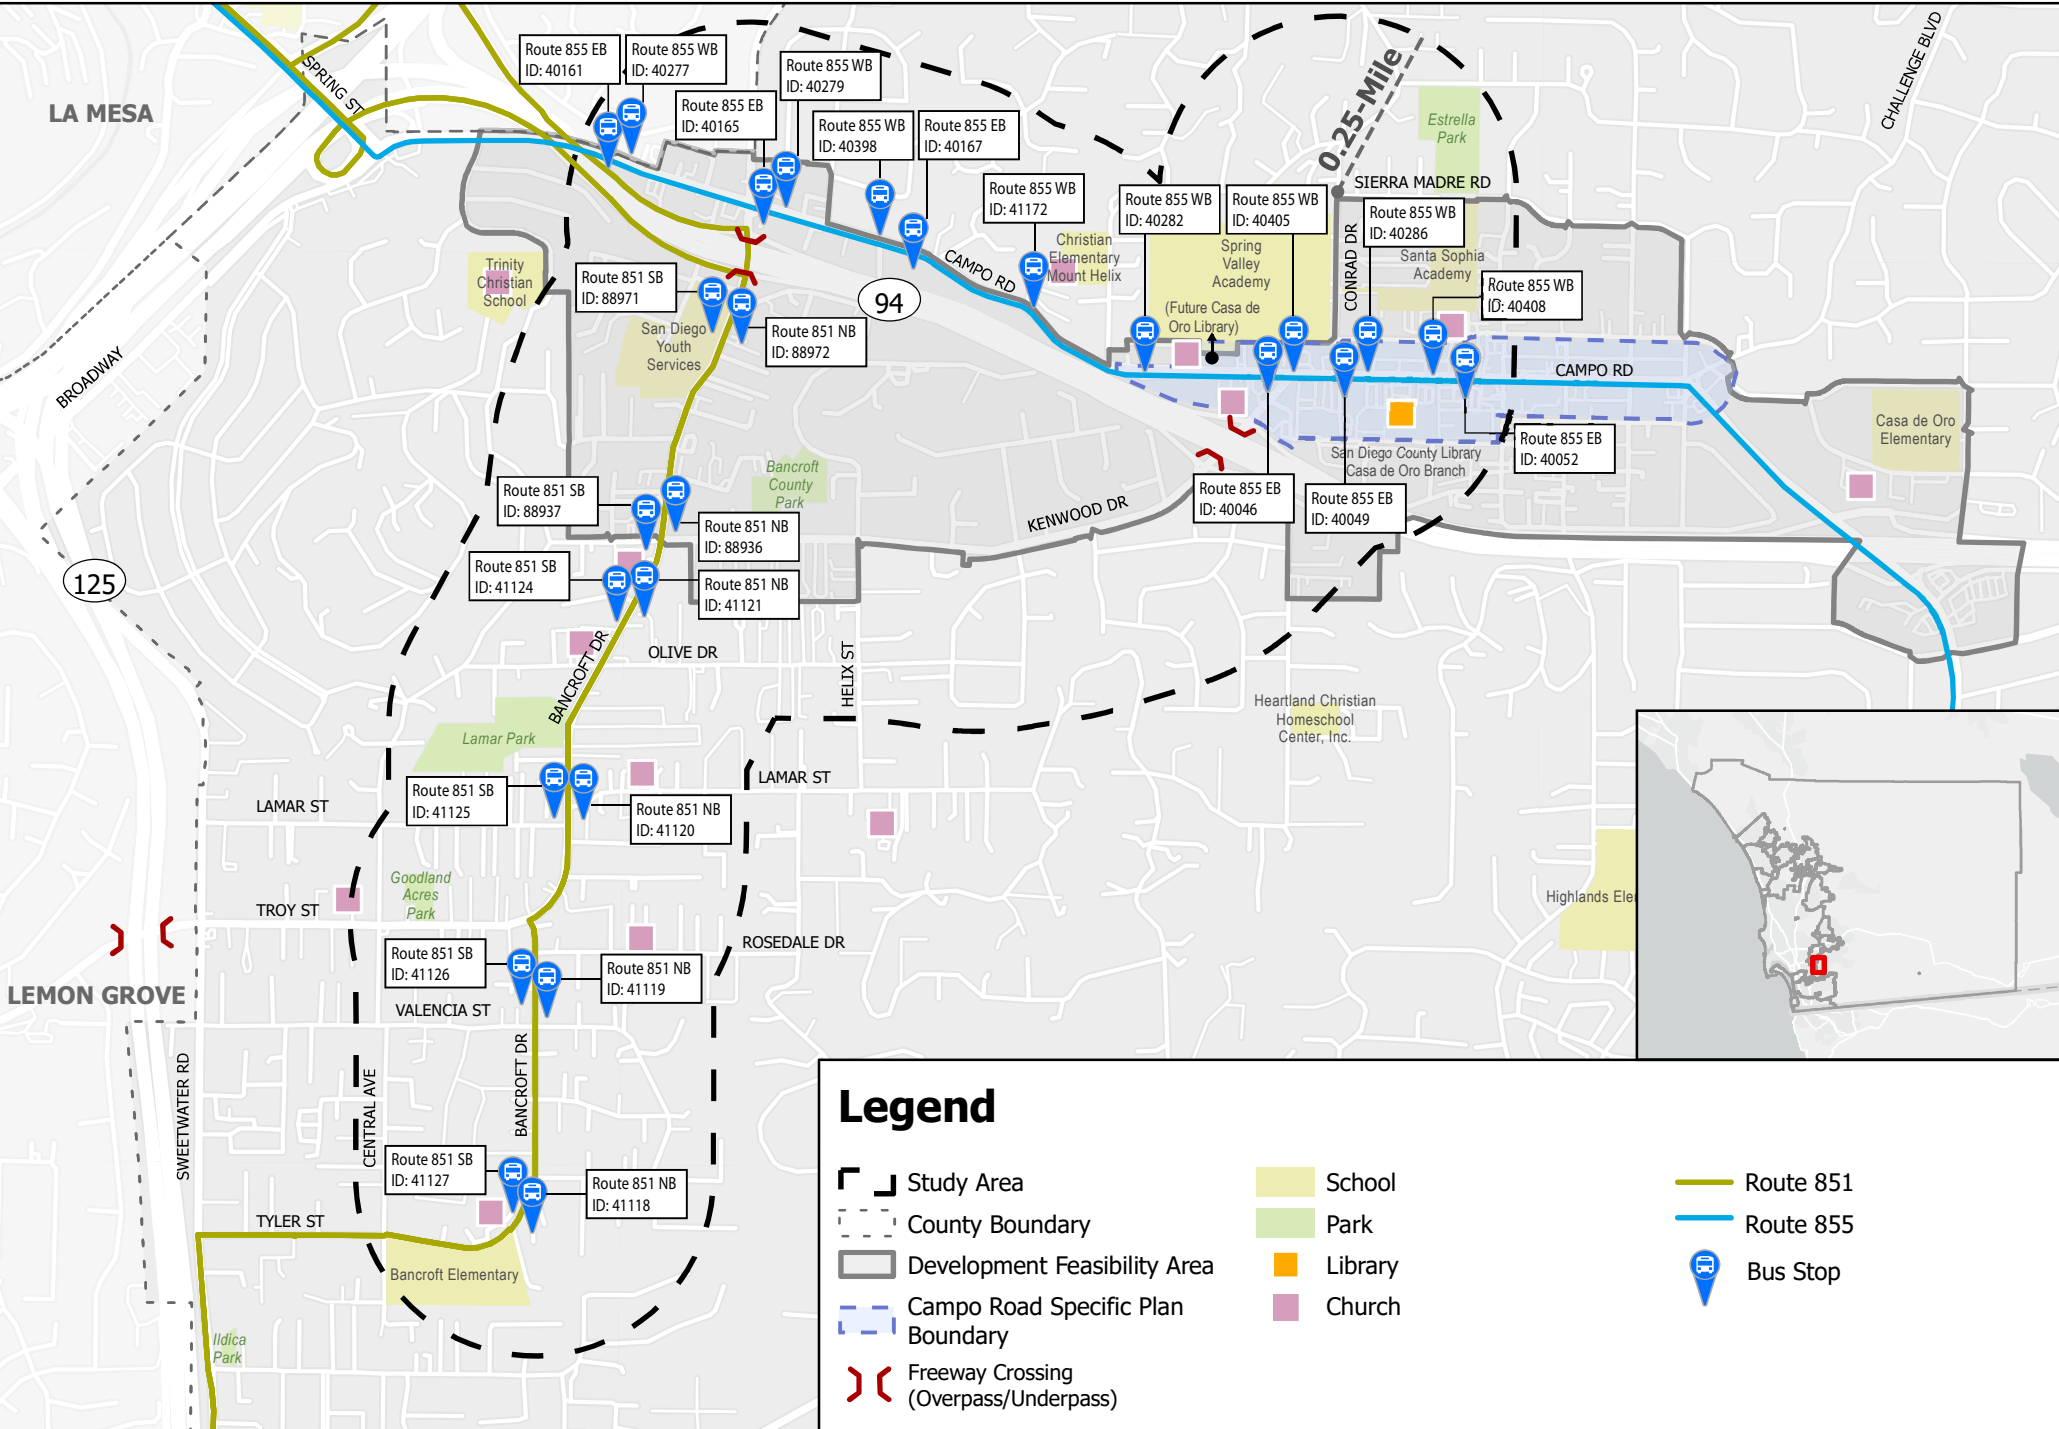 LA MESA
SPRING ST
Route 855 EB
ID: 40161
Route 855 WB
ID: 40277
Route 855 EB
ID: 40165
Route 855 WB
ID: 40279
Route 855 WB
ID: 40398
Route 855 EB
ID: 40167
Route 855 WB
ID: 41172
Route 855 WB
ID: 40282
Route 855 WB
ID: 40405
Route 855 WB
ID: 40286
Route 855 WB
ID: 40408
0.25-Mile
Estrella
Park
CHALLENGE BLVD
SIERRA MADRE RD
CONRAD DR
Christian
Elementary
Mount Helix
Spring
Valley
Academy
(Future Casa de
Oro Library)
Santa Sophia
Academy
Trinity
Christian
School
CAMPO RD
94
CAMPO RD
Route 851 SB
ID: 88971
Route 851 NB
ID: 88972
San Diego
Youth
Services
BROADWAY
Casa de Oro
Elementary
Route 855 EB
ID: 40052
San Diego County Library
Casa de Oro Branch
Route 855 EB
ID: 40046
Route 855 EB
ID: 40049
Bancroft
County
Park
KENWOOD DR
Route 851 SB
ID: 88937
Route 851 NB
ID: 88936
Route 851 SB
ID: 41124
Route 851 NB
ID: 41121
125
BANCROFT DR
OLIVE DR
HELIX ST
Heartland Christian
Homeschool
Center, Inc.
Lamar Park
LAMAR ST
LAMAR ST
Route 851 SB
ID: 41125
Route 851 NB
ID: 41120
Goodland
Acres
Park
TROY ST
ROSEDALE DR
Highlands Ele
Route 851 SB
ID: 41126
Route 851 NB
ID: 41119
LEMON GROVE
VALENCIA ST
SWEETWATER RD
CENTRAL AVE
BANCROFT DR
Route 851 SB
ID: 41127
Route 851 NB
ID: 41118
TYLER ST
Bancroft Elementary
Ildica
Park
Legend
Study Area
County Boundary
Development Feasibility Area
Campo Road Specific Plan
Boundary
Freeway Crossing
(Overpass/Underpass)
School
Park
Library
Church
Route 851
Route 855
Bus Stop